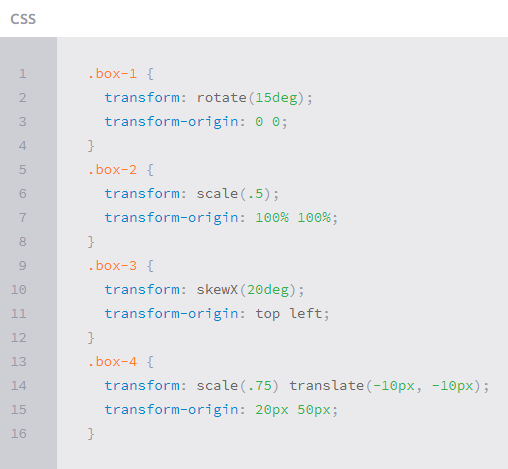 CSS
1 .box-1 {
2 transform: rotate(15deg);
3 transform-origin: 0 0;
4 }
5 .box-2 {
6 transform: scale(.5);
7 transform-origin: 100% 100%;
8 }
9 .box-3 {
10 transform: skewX(20deg);
11 transform-origin: top left;
12 }
13 .box-4 {
14 transform: scale(.75) translate(-10px, -10px);
15 transform-origin: 20px 50px;
16 }